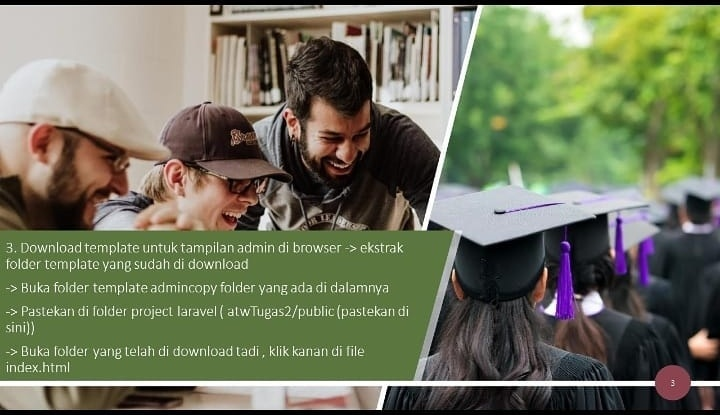 3. Download template untuk tampilan admin di browser -> ekstrak
folder template yang sudah di download
-> Buka folder template admincopy folder yang ada di dalamnya
-> Pastekan di folder project laravel ( atwTugas2/public (pastekan di
sini))
-> Buka folder yang telah di download tadi , klik kanan di file
index.html
3